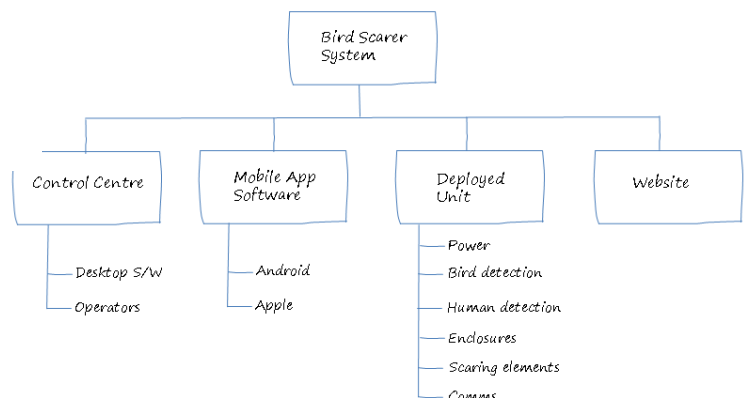 Bird Scarer
System
Control Centre
Mobile App
Software
Deployed
Unit
Website
Desktop S/W
Operators
Android
Apple
Power
Bird detection
Human detection
Enclosures
Scaring elements
Comms